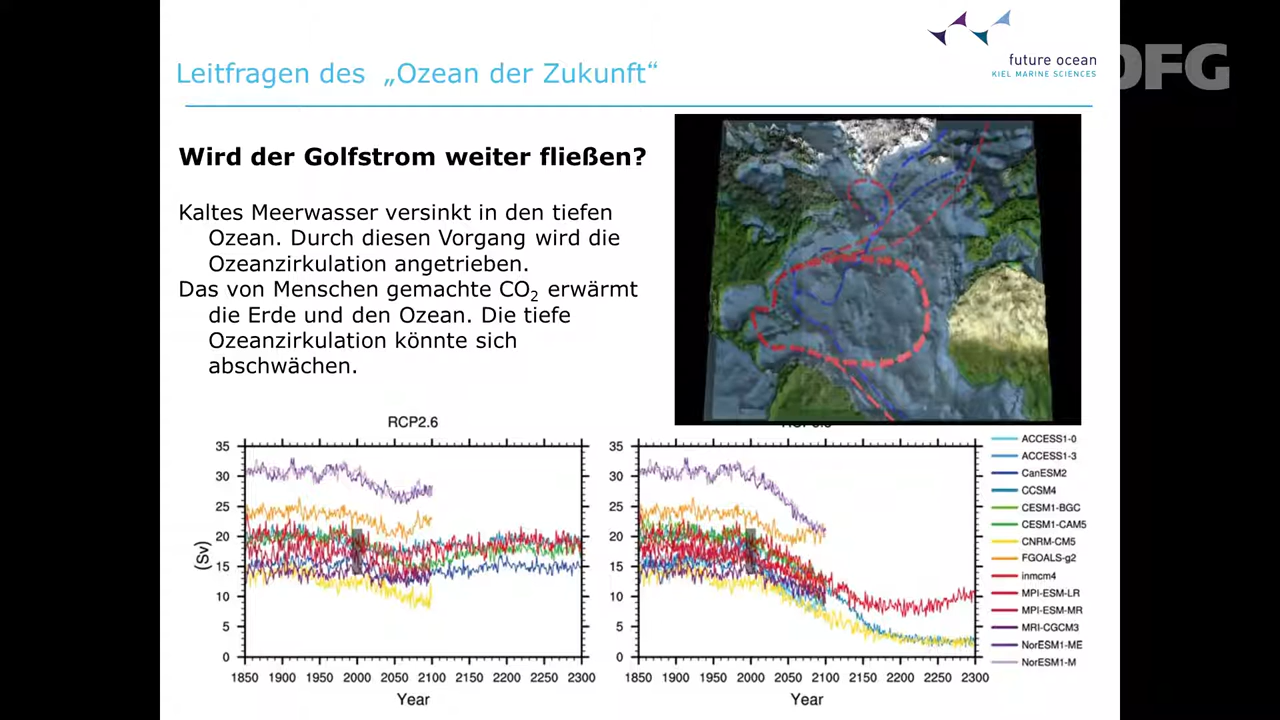 future ocean
KIEL MARINE SCIENCES
DFG
Leitfragen des „Ozean der Zukunft“
Wird der Golfstrom weiter fließen?
Kaltes Meerwasser versinkt in den tiefen
Ozean. Durch diesen Vorgang wird die
Ozeanzirkulation angetrieben.
Das von Menschen gemachte CO₂ erwärmt
die Erde und den Ozean. Die tiefe
Ozeanzirkulation könnte sich
abschwächen.
RCP2.6
35
30
25
20
15
10
5
0
(Sv)
1850 1900 1950 2000 2050 2100 2150 2200 2250 2300
Year
35
30
25
20
15
10
5
0
1850 1900 1950 2000 2050 2100 2150 2200 2250 2300
Year
ACCESS1-0
ACCESS1-3
CanESM2
CCSM4
CESM1-BGC
CESM1-CAM5
CNRM-CM5
FGOALS-g2
inmcm4
MPI-ESM-LR
MPI-ESM-MR
MRI-CGCM3
NorESM1-ME
NorESM1-M